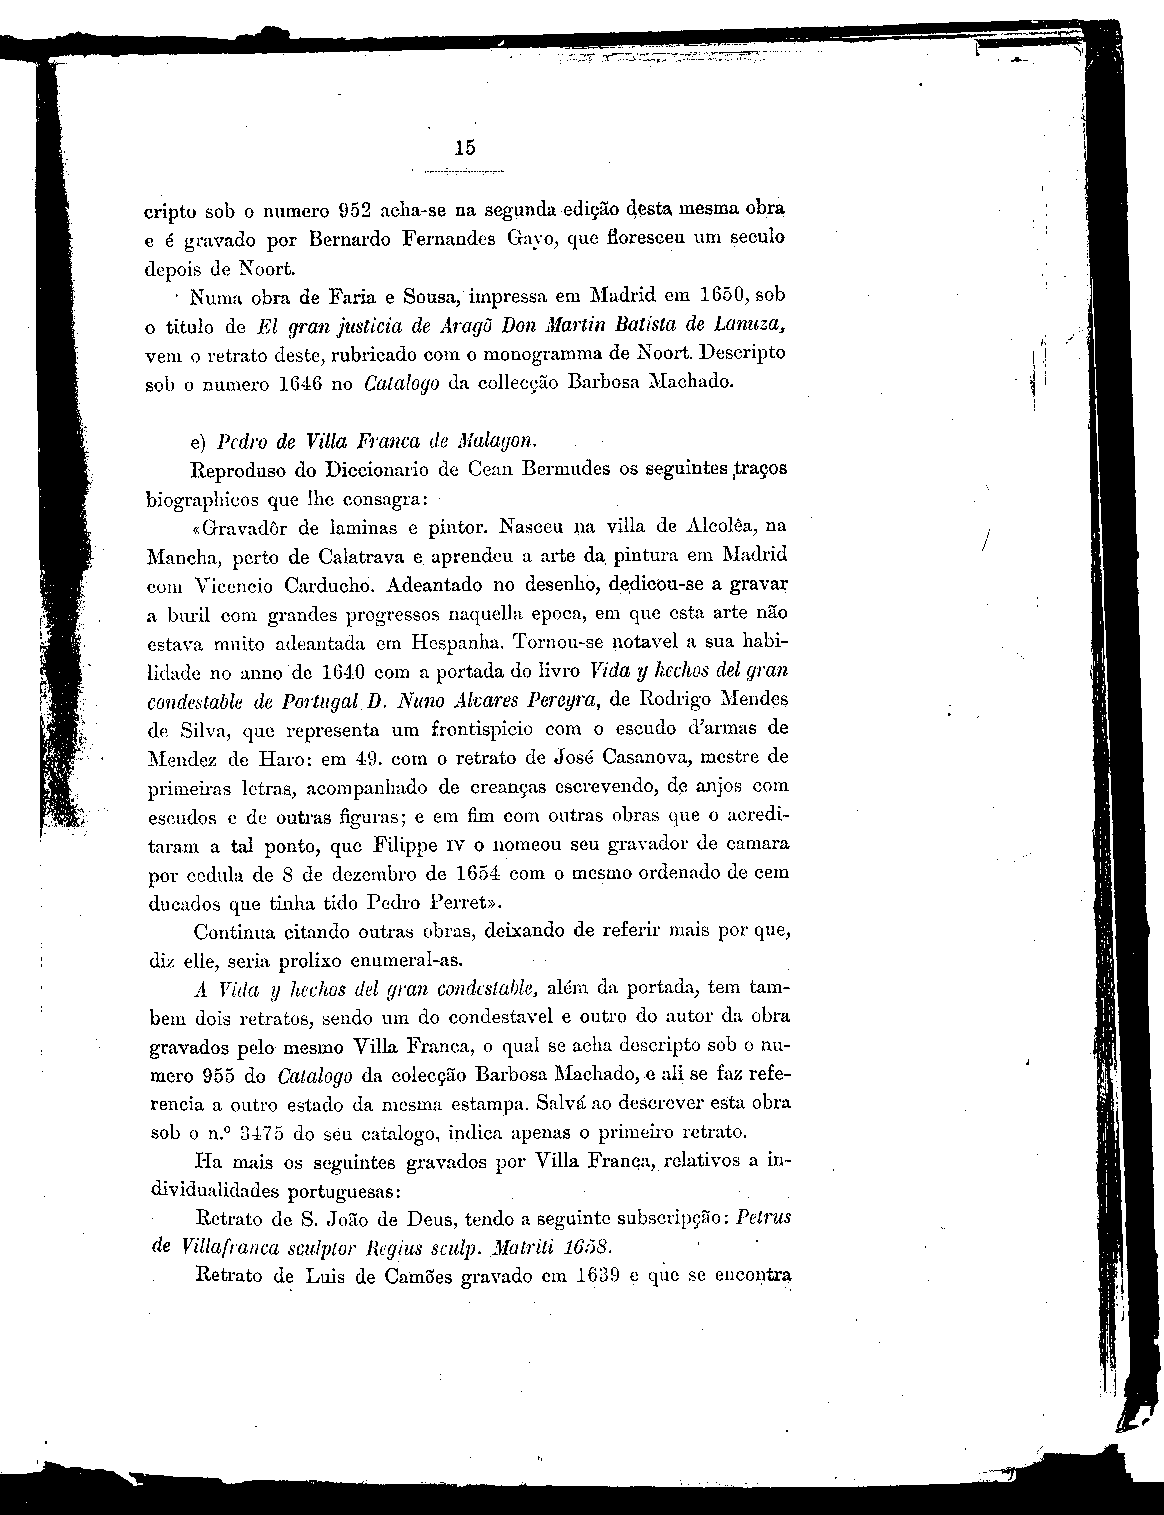 15
cripto sob o numero 952 acha-se na segunda edição desta mesma obra
e é gravado por Bernardo Fernandes Gayo, que floresceu um seculo
depois de Noort.
Numa obra de Faria e Sousa, impressa em Madrid em 1650, sob
o titulo de El gran justicia de Aragõ Don Martin Batista de Lanuza,
vem o retrato deste, rubricado com o monogramma de Noort. Descripto
sob o numero 1646 no Catalogo da collecção Barbosa Machado.
e) Pedro de Villa Franca de Malagon.
Reproduso do Diccionario de Cean Bermudes os seguintes traços
biographicos que lhe consagra:
«Gravadôr de laminas e pintor. Nasceu na villa de Alcolêa, na
Mancha, perto de Calatrava e aprendeu a arte da pintura em Madrid
com Vicencio Carducho. Adeantado no desenho, dedicou-se a gravar
a buril com grandes progressos naquella epoca, em que esta arte não
estava muito adeantada em Hespanha. Tornou-se notavel a sua habi-
lidade no anno de 1640 com a portada do livro Vida y hechos del gran
condestable de Portugal D. Nuno Alvares Pereyra, de Rodrigo Mendes
de Silva, que representa um frontispicio com o escudo d'armas de
Mendez de Haro: em 49. com o retrato de José Casanova, mestre de
primeiras letras, acompanhado de creanças escrevendo, de anjos com
escudos e de outras figuras; e em fim com outras obras que o acredi-
taram a tal ponto, que Filippe IV o nomeou seu gravador de camara
por cedula de 8 de dezembro de 1654 com o mesmo ordenado de cem
ducados que tinha tido Pedro Perret».
Continua citando outras obras, deixando de referir mais por que,
diz elle, seria prolixo enumeral-as.
A Vida y hechos del gran condestable, além da portada, tem tam-
bem dois retratos, sendo um do condestavel e outro do autor da obra
gravados pelo mesmo Villa Franca, o qual se acha descripto sob o nu-
mero 955 do Catalogo da colecção Barbosa Machado, e ali se faz refe-
rencia a outro estado da mesma estampa. Salvá ao descrever esta obra
sob o n.º 3475 do seu catalogo, indica apenas o primeiro retrato.
Ha mais os seguintes gravados por Villa Franca, relativos a in-
dividualidades portuguesas:
Retrato de S. João de Deus, tendo a seguinte subscripção: Petrus
de Villafranca sculptor Regius sculp. Matriti 1658.
Retrato de Luis de Camões gravado em 1639 e que se encontra